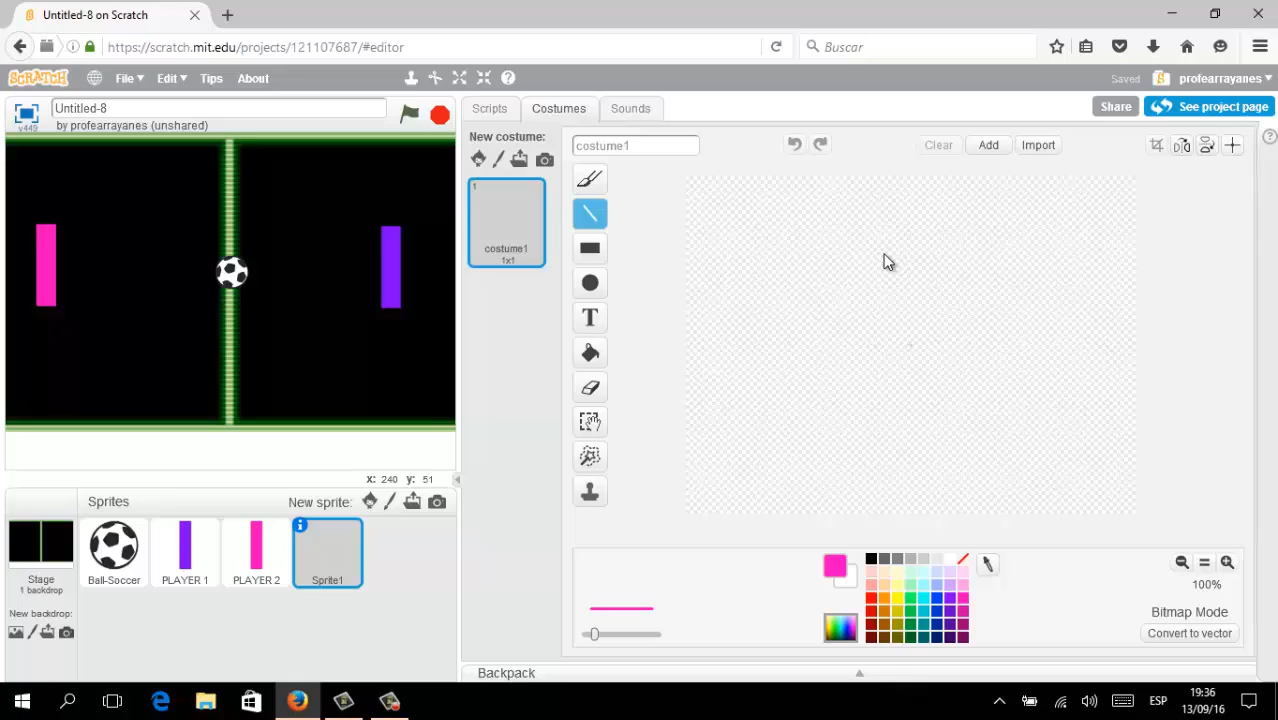 Untitled-8 on Scratch
https://scratch.mit.edu/projects/121107687/#editor
Buscar
SCRATCH
File
Edit
Tips
About
Saved
profearrayanes
v449
Untitled-8
by profearrayanes (unshared)
Scripts
Costumes
Sounds
Share
See project page
New costume:
costume1
Clear
Add
Import
1
costume1
1x1
T
x: 240 y: 51
Sprites
New sprite:
Stage
1 backdrop
New backdrop:
Ball-Soccer
PLAYER 1
PLAYER 2
Sprite1
100%
Bitmap Mode
Convert to vector
Backpack
ESP
19:36
13/09/16